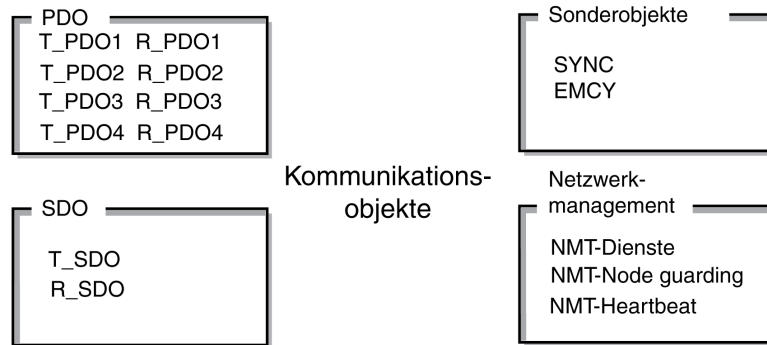 PDO
T_PDO1 R_PDO1
T_PDO2 R_PDO2
T_PDO3 R_PDO3
T_PDO4 R_PDO4
Sonderobjekte
SYNC
EMCY
Kommunikations-
objekte
SDO
T_SDO
R_SDO
Netzwerk-
management
NMT-Dienste
NMT-Node guarding
NMT-Heartbeat